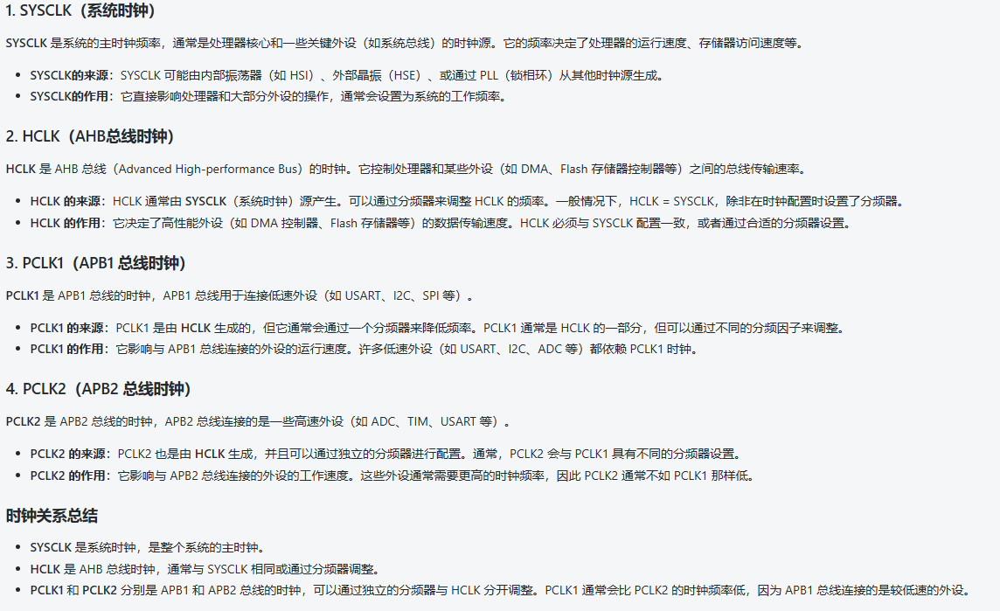 1. SYSCLK（系统时钟）
SYSCLK 是系统的主时钟频率，通常是处理器核心和一些关键外设（如系统总线）的时钟源。它的频率决定了处理器的运行速度、存储器访问速度等。
• SYSCLK的来源：SYSCLK 可能由内部振荡器（如 HSI）、外部晶振（HSE）、或通过 PLL（锁相环）从其他时钟源生成。
• SYSCLK的作用：它直接影响处理器和大部分外设的操作，通常会设置为系统的工作频率。
2. HCLK（AHB总线时钟）
HCLK 是 AHB 总线（Advanced High-performance Bus）的时钟。它控制处理器和某些外设（如 DMA、Flash 存储器控制器等）之间的总线传输速率。
• HCLK 的来源：HCLK 通常由 SYSCLK（系统时钟）源产生。可以通过分频器来调整 HCLK 的频率。一般情况下，HCLK = SYSCLK，除非在时钟配置时设置了分频器。
• HCLK 的作用：它决定了高性能外设（如 DMA 控制器、Flash 存储器等）的数据传输速度。HCLK 必须与 SYSCLK 配置一致，或者通过合适的分频器设置。
3. PCLK1（APB1 总线时钟）
PCLK1 是 APB1 总线的时钟，APB1 总线用于连接低速外设（如 USART、I2C、SPI 等）。
• PCLK1 的来源：PCLK1 是由 HCLK 生成的，但它通常会通过一个分频器来降低频率。PCLK1 通常是 HCLK 的一部分，但可以通过不同的分频因子来调整。
• PCLK1 的作用：它影响与 APB1 总线连接的外设的运行速度。许多低速外设（如 USART、I2C、ADC 等）都依赖 PCLK1 时钟。
4. PCLK2（APB2 总线时钟）
PCLK2 是 APB2 总线的时钟，APB2 总线连接的是一些高速外设（如 ADC、TIM、USART 等）。
• PCLK2 的来源：PCLK2 也是由 HCLK 生成，并且可以通过独立的分频器进行配置。通常，PCLK2 会与 PCLK1 具有不同的分频器设置。
• PCLK2 的作用：它影响与 APB2 总线连接的外设的工作速度。这些外设通常需要更高的时钟频率，因此 PCLK2 通常不如 PCLK1 那样低。
时钟关系总结
• SYSCLK 是系统时钟，是整个系统的主时钟。
• HCLK 是 AHB 总线时钟，通常与 SYSCLK 相同或通过分频器调整。
• PCLK1 和 PCLK2 分别是 APB1 和 APB2 总线的时钟，可以通过独立的分频器与 HCLK 分开调整。PCLK1 通常会比 PCLK2 的时钟频率低，因为 APB1 总线连接的是较低速的外设。